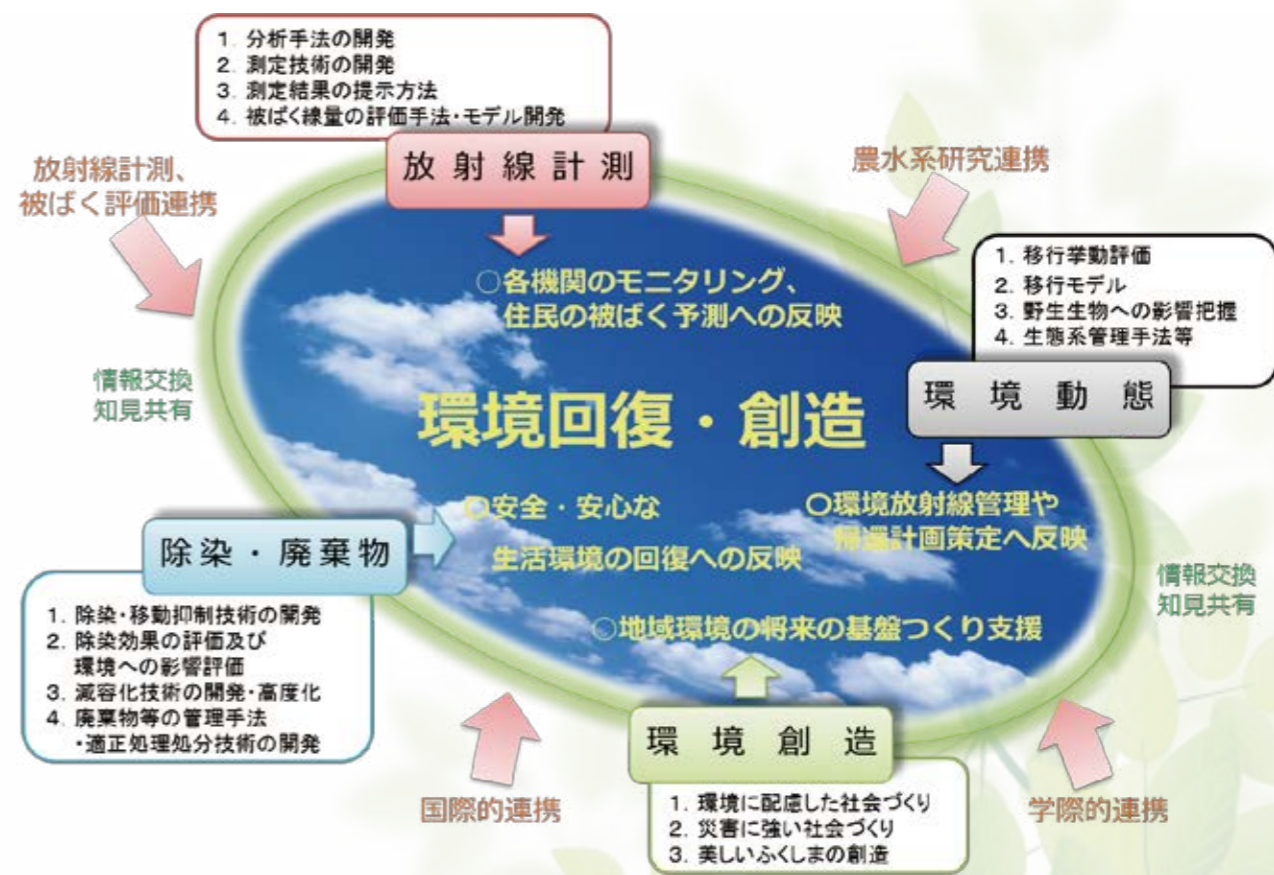 1. 分析手法の開発
2. 測定技術の開発
3. 測定結果の提示方法
4. 被ばく線量の評価手法・モデル開発
放射線計測
放射線計測、
被ばく評価連携
農水系研究連携
1. 移行挙動評価
2. 移行モデル
3. 野生生物への影響把握
4. 生態系管理手法等
環境動態
○各機関のモニタリング、
住民の被ばく予測への反映
情報交換
知見共有
環境回復・創造
○安全・安心な
生活環境の回復への反映
○環境放射線管理や
帰還計画策定へ反映
除染・廃棄物
1. 除染・移動抑制技術の開発
2. 除染効果の評価及び
環境への影響評価
3. 減容化技術の開発・高度化
4. 廃棄物等の管理手法
・適正処理処分技術の開発
情報交換
知見共有
○地域環境の将来の基盤つくり支援
環境創造
1. 環境に配慮した社会づくり
2. 災害に強い社会づくり
3. 美しいふくしまの創造
国際的連携
学際的連携